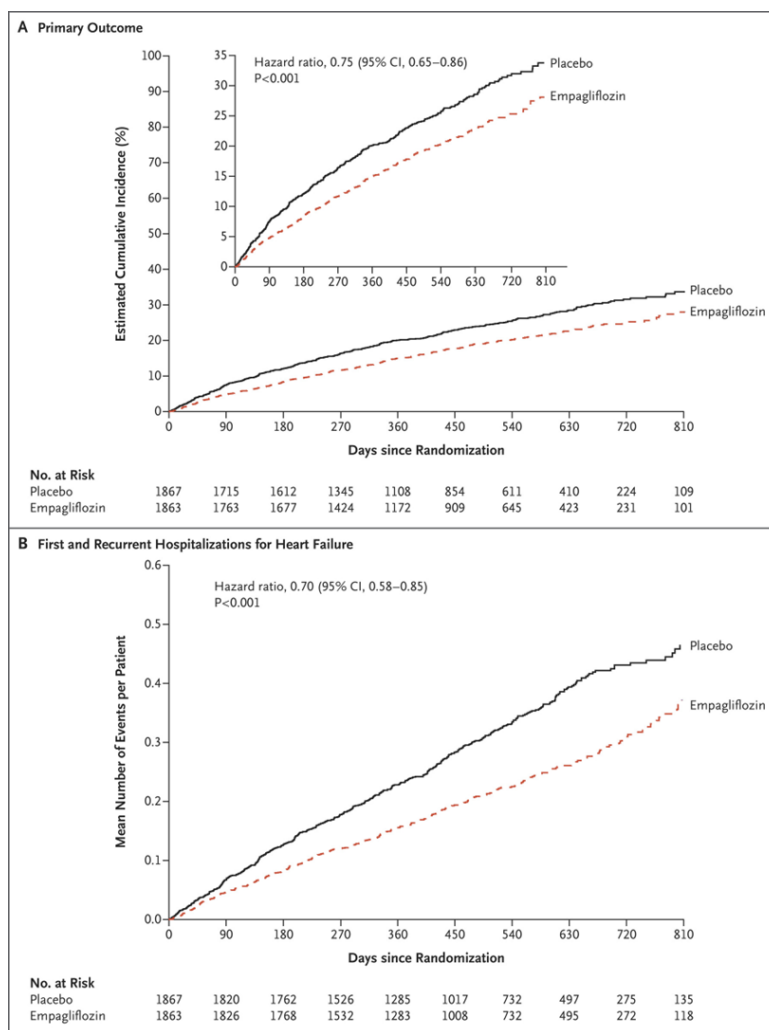 A Primary Outcome
Estimated Cumulative Incidence (%)
100
90
80
70
60
50
40
30
20
10
0
35
30
25
20
15
10
5
0
Hazard ratio, 0.75 (95% CI, 0.65–0.86)
P<0.001
Placebo
Empagliflozin
0 90 180 270 360 450 540 630 720 810
Placebo
Empagliflozin
0 90 180 270 360 450 540 630 720 810
Days since Randomization
No. at Risk
Placebo 1867 1715 1612 1345 1108 854 611 410 224 109
Empagliflozin 1863 1763 1677 1424 1172 909 645 423 231 101
B First and Recurrent Hospitalizations for Heart Failure
Mean Number of Events per Patient
0.6
0.5
0.4
0.3
0.2
0.1
0.0
Hazard ratio, 0.70 (95% CI, 0.58–0.85)
P<0.001
Placebo
Empagliflozin
0 90 180 270 360 450 540 630 720 810
Days since Randomization
No. at Risk
Placebo 1867 1820 1762 1526 1285 1017 732 497 275 135
Empagliflozin 1863 1826 1768 1532 1283 1008 732 495 272 118